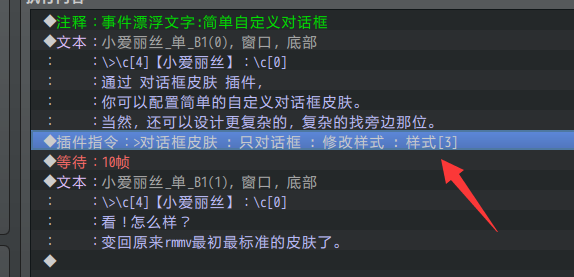 ◆注释：事件漂浮文字:简单自定义对话框
◆文本：小爱丽丝_单_B1(0), 窗口, 底部
：　　：\>\c[4]【小爱丽丝】：\c[0]
：　　：通过 对话框皮肤 插件，
：　　：你可以配置简单的自定义对话框皮肤。
：　　：当然，还可以设计更复杂的，复杂的找旁边那位。
◆插件指令：>对话框皮肤 : 只对话框 : 修改样式 : 样式[3]
◆等待：10帧
◆文本：小爱丽丝_单_B1(1), 窗口, 底部
：　　：\>\c[4]【小爱丽丝】：\c[0]
：　　：看！怎么样？
：　　：变回原来rmmv最初最标准的皮肤了。
◆